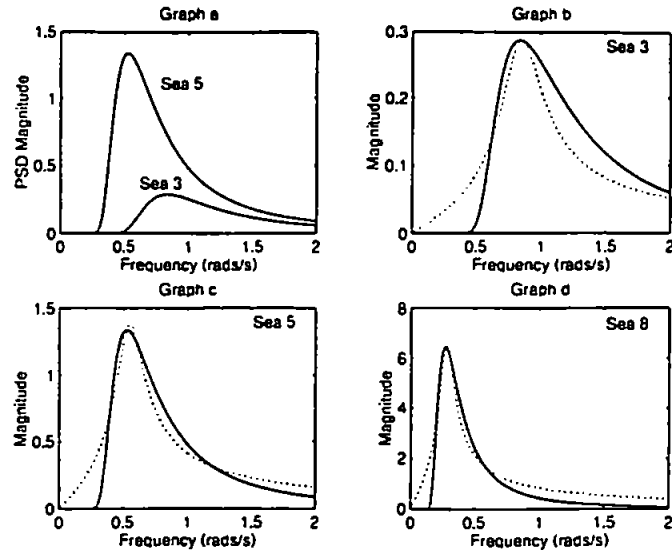 Graph a
1.5
1
0.5
0
PSD Magnitude
Sea 5
Sea 3
0 0.5 1 1.5 2
Frequency (rads/s)
Graph b
0.3
0.2
0.1
0
Magnitude
Sea 3
0 0.5 1 1.5 2
Frequency (rads/s)
Graph c
1.5
1
0.5
0
Magnitude
Sea 5
0 0.5 1 1.5 2
Frequency (rads/s)
Graph d
8
6
4
2
0
Magnitude
Sea 8
0 0.5 1 1.5 2
Frequency (rads/s)